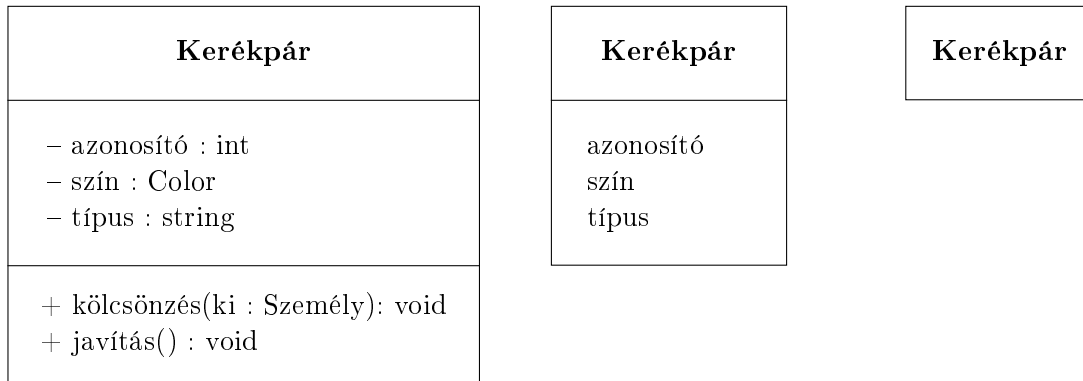 Kerékpár
– azonosító : int
– szín : Color
– típus : string
+ kölcsönzés(ki : Személy): void
+ javítás() : void
Kerékpár
azonosító
szín
típus
Kerékpár